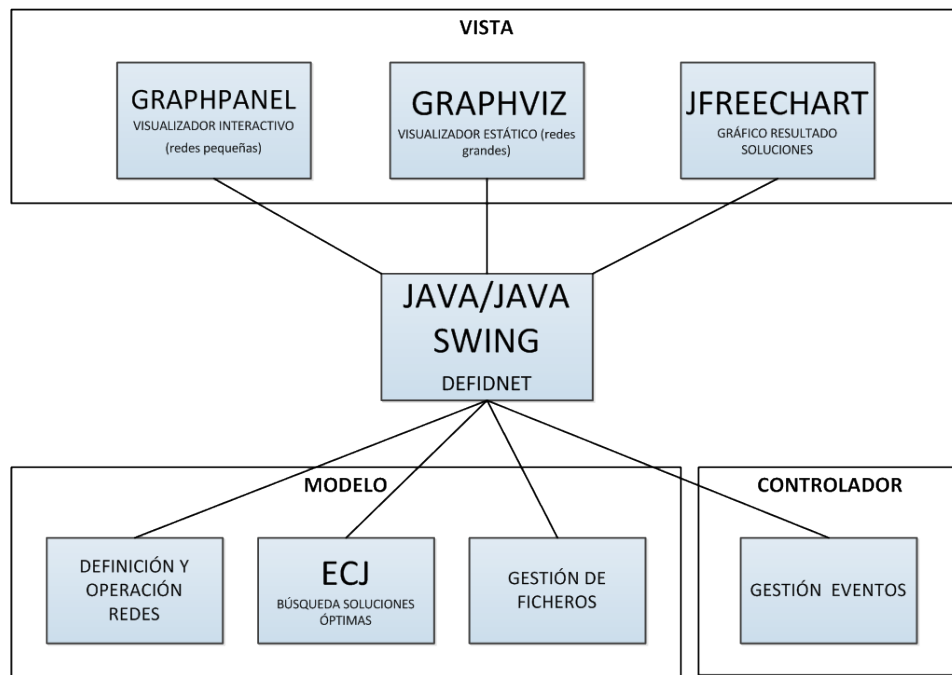 VISTA
GRAPHPANEL
VISUALIZADOR INTERACTIVO
(redes pequeñas)
GRAPHVIZ
VISUALIZADOR ESTÁTICO (redes
grandes)
JFREECHART
GRÁFICO RESULTADO
SOLUCIONES
JAVA/JAVA
SWING
DEFIDNET
MODELO
DEFINICIÓN Y
OPERACIÓN
REDES
ECJ
BÚSQUEDA SOLUCIONES
ÓPTIMAS
GESTIÓN DE
FICHEROS
CONTROLADOR
GESTIÓN EVENTOS